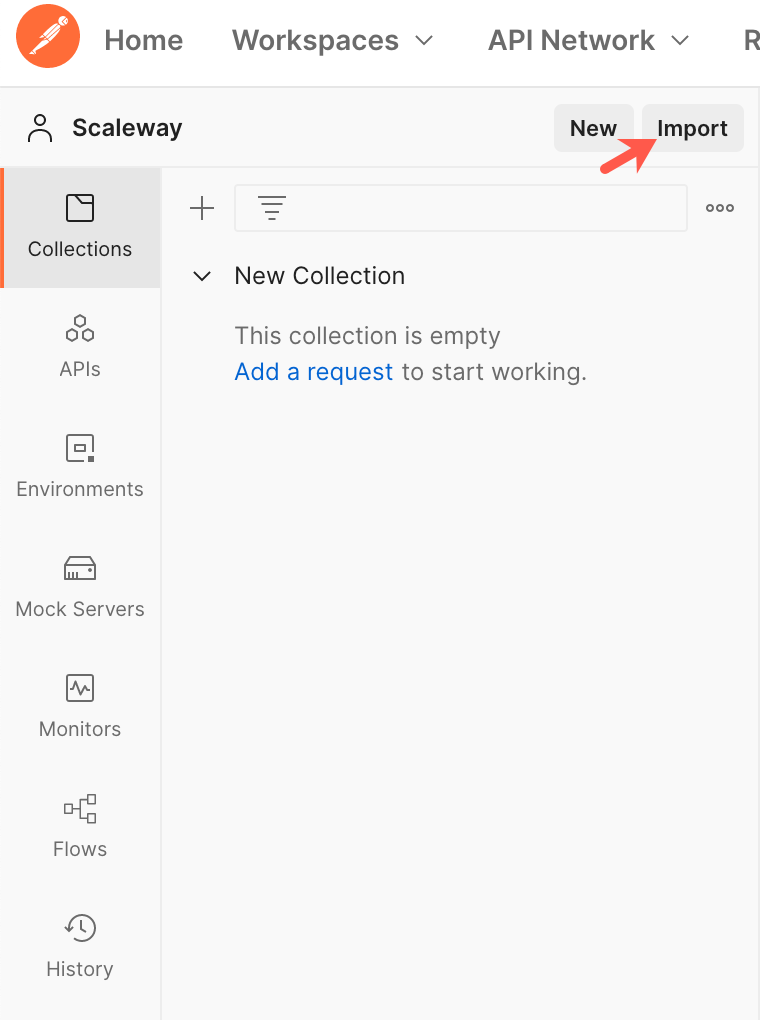 Home Workspaces API Network R
Scaleway New Import
Collections
New Collection
This collection is empty
Add a request to start working.
APIs
Environments
Mock Servers
Monitors
Flows
History